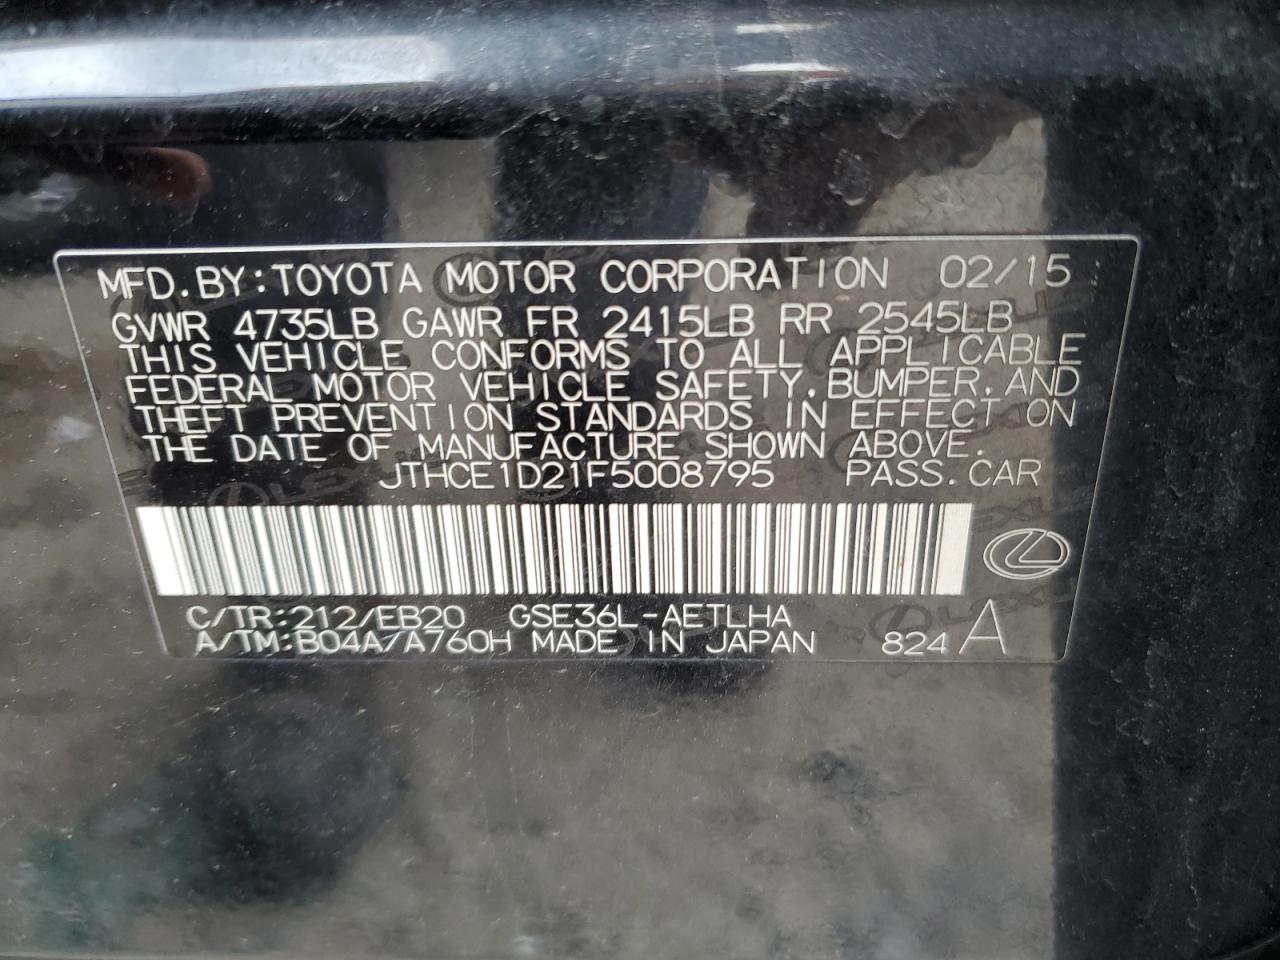 MFD.BY:TOYOTA MOTOR CORPORATION 02/15
GVWR 4735LB GAWR FR 2415LB RR 2545LB
THIS VEHICLE CONFORMS TO ALL APPLICABLE
FEDERAL MOTOR VEHICLE SAFETY, BUMPER, AND
THEFT PREVENTION STANDARDS IN EFFECT ON
THE DATE OF MANUFACTURE SHOWN ABOVE.
JTHCE1D21F5008795 PASS.CAR
C/TR:212/EB20 GSE36L-AETLHA
A/TM:B04A/A760H MADE IN JAPAN 824 A